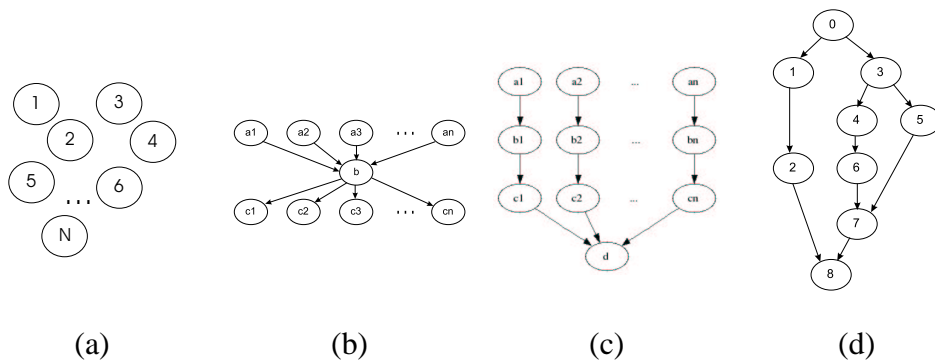 1 3
2 4
5 6
...
N
(a)
a1 a2 a3 ... an
b
c1 c2 c3 ... cn
(b)
a1 a2 ... an
b1 b2 ... bn
c1 c2 ... cn
d
(c)
0
1 3
4 5
2 6
7
8
(d)